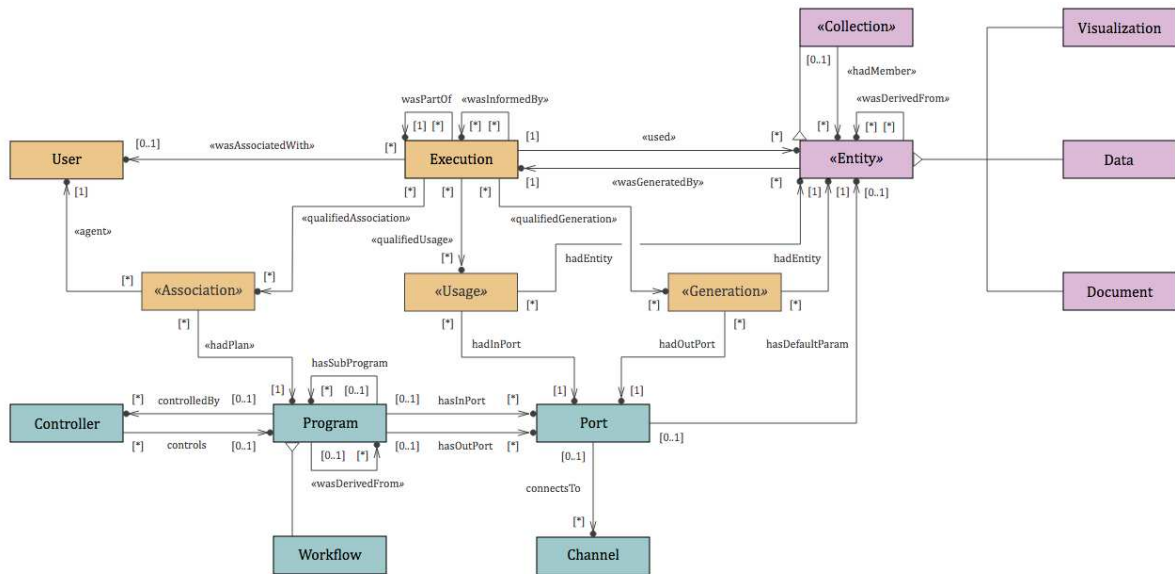 «Collection»
Visualization
[0..1]
«hadMember»
wasPartOf
«wasInformedBy»
«wasDerivedFrom»
[1]
[*]
[*]
[*]
[1]
«used»
[*]
[*]
[*]
[*]
User
[0..1]
«wasAssociatedWith»
[*]
Execution
«Entity»
Data
[1]
[*]
[*]
[*]
[1]
«wasGeneratedBy»
[*]
[1]
[1]
[0..1]
«agent»
«qualifiedAssociation»
«qualifiedUsage»
«qualifiedGeneration»
hadEntity
hadEntity
[*]
[*]
[*]
[*]
«Association»
«Usage»
«Generation»
Document
[*]
[*]
[*]
[*]
[*]
[*]
«hadPlan»
hasSubProgram
hadInPort
hadOutPort
hasDefaultParam
[1]
[*]
[0..1]
[1]
[1]
[*]
controlledBy
[0..1]
[0..1]
hasInPort
[*]
Controller
Program
Port
[*]
controls
[0..1]
[0..1]
hasOutPort
[*]
[0..1]
[0..1]
[*]
[0..1]
«wasDerivedFrom»
connectsTo
[*]
Workflow
Channel